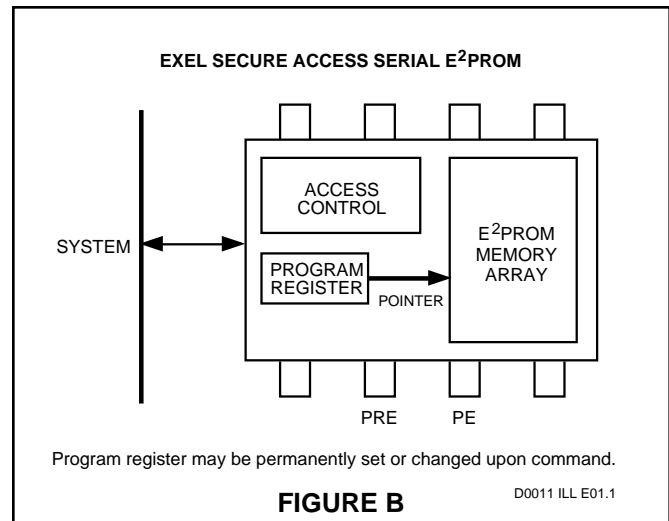 EXEL SECURE ACCESS SERIAL E²PROM
ACCESS
CONTROL
SYSTEM
E²PROM
MEMORY
ARRAY
PROGRAM
REGISTER
POINTER
PRE
PE
Program register may be permanently set or changed upon command.
FIGURE B
D0011 ILL E01.1